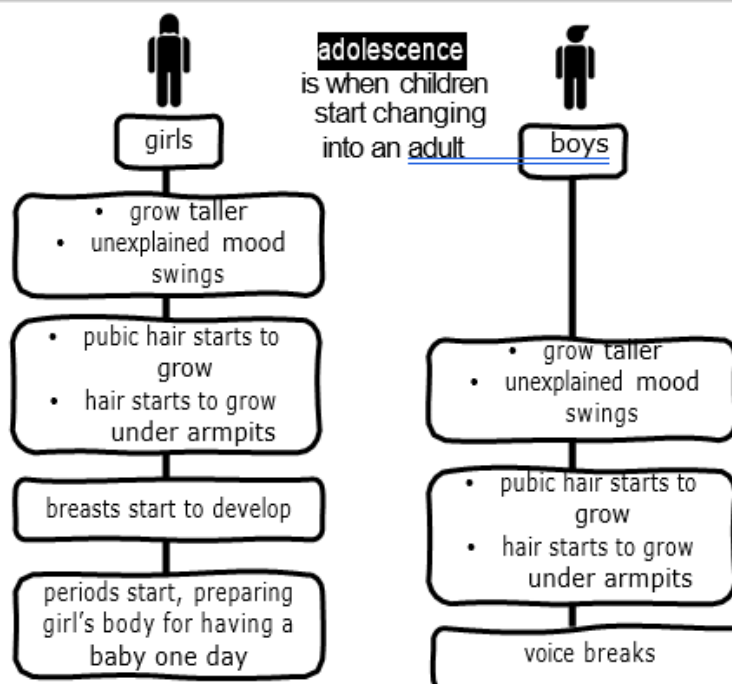 adolescence
is when children
start changing
into an adult
girls
• grow taller
• unexplained mood
swings
• pubic hair starts to
grow
• hair starts to grow
under armpits
breasts start to develop
periods start, preparing
girl's body for having a
baby one day
boys
• grow taller
• unexplained mood
swings
• pubic hair starts to
grow
• hair starts to grow
under armpits
voice breaks